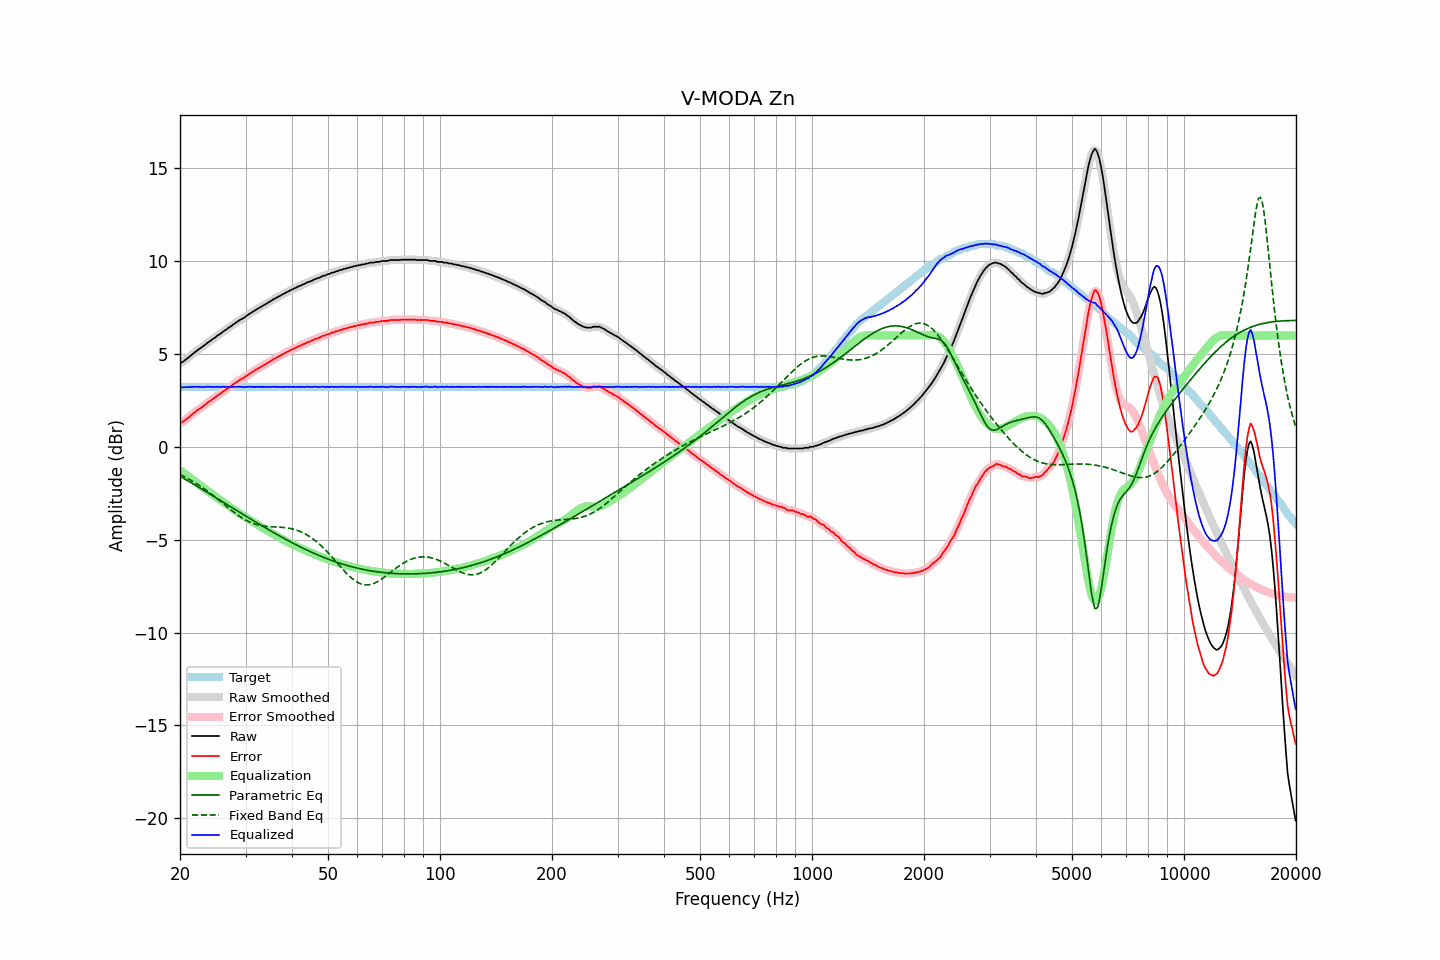 V-MODA Zn
Amplitude (dBr)
15
10
5
0
−5
−10
−15
−20
Target
Raw Smoothed
Error Smoothed
Raw
Error
Equalization
Parametric Eq
Fixed Band Eq
Equalized
20 50 100 200 500 1000 2000 5000 10000 20000
Frequency (Hz)